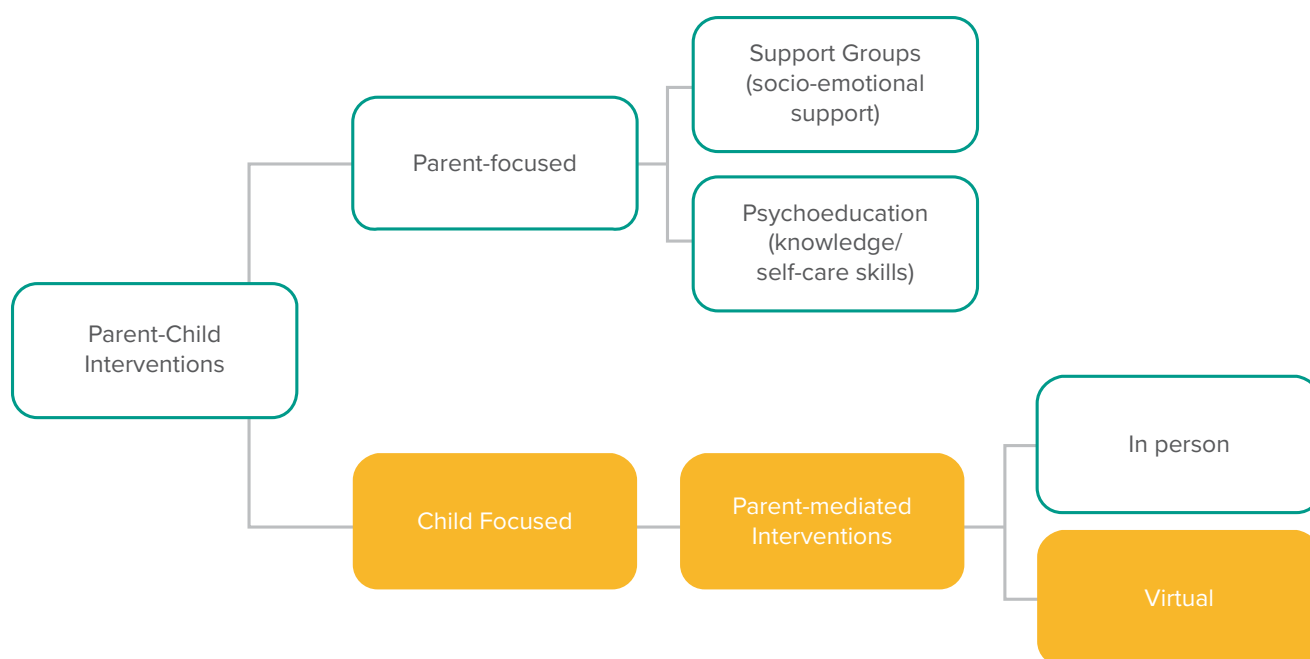 Support Groups
(socio-emotional
support)
Parent-focused
Psychoeducation
(knowledge/
self-care skills)
Parent-Child
Interventions
In person
Child Focused
Parent-mediated
Interventions
Virtual